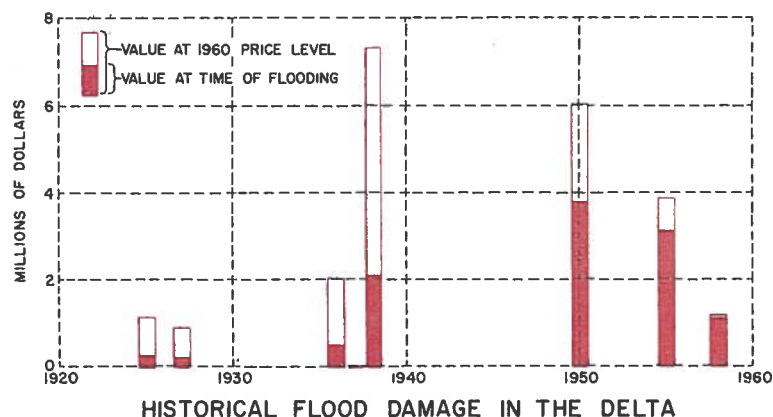 8
VALUE AT 1960 PRICE LEVEL
VALUE AT TIME OF FLOODING
6
4
2
0
MILLIONS OF DOLLARS
1920 1930 1940 1950 1960
HISTORICAL FLOOD DAMAGE IN THE DELTA